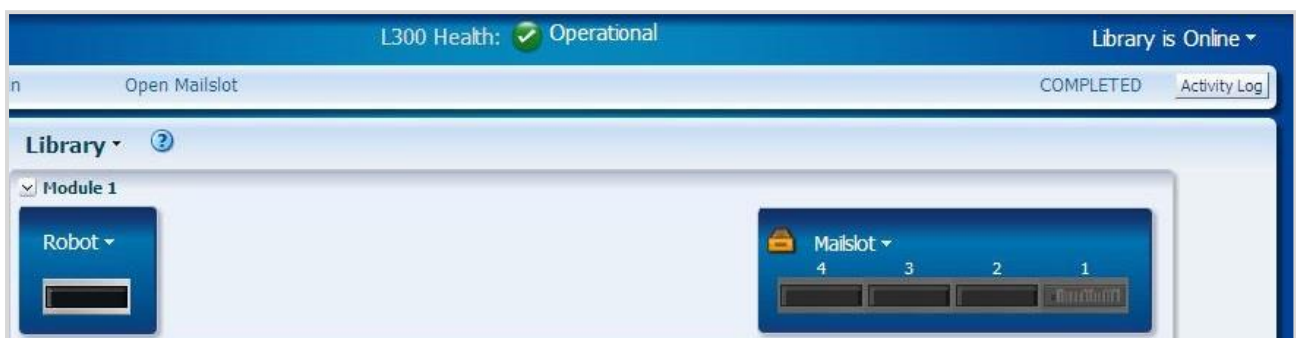 L300 Health: Operational
Library is Online
n Open Mailslot COMPLETED Activity Log
Library ?
Module 1
Robot
Mailslot
4 3 2 1